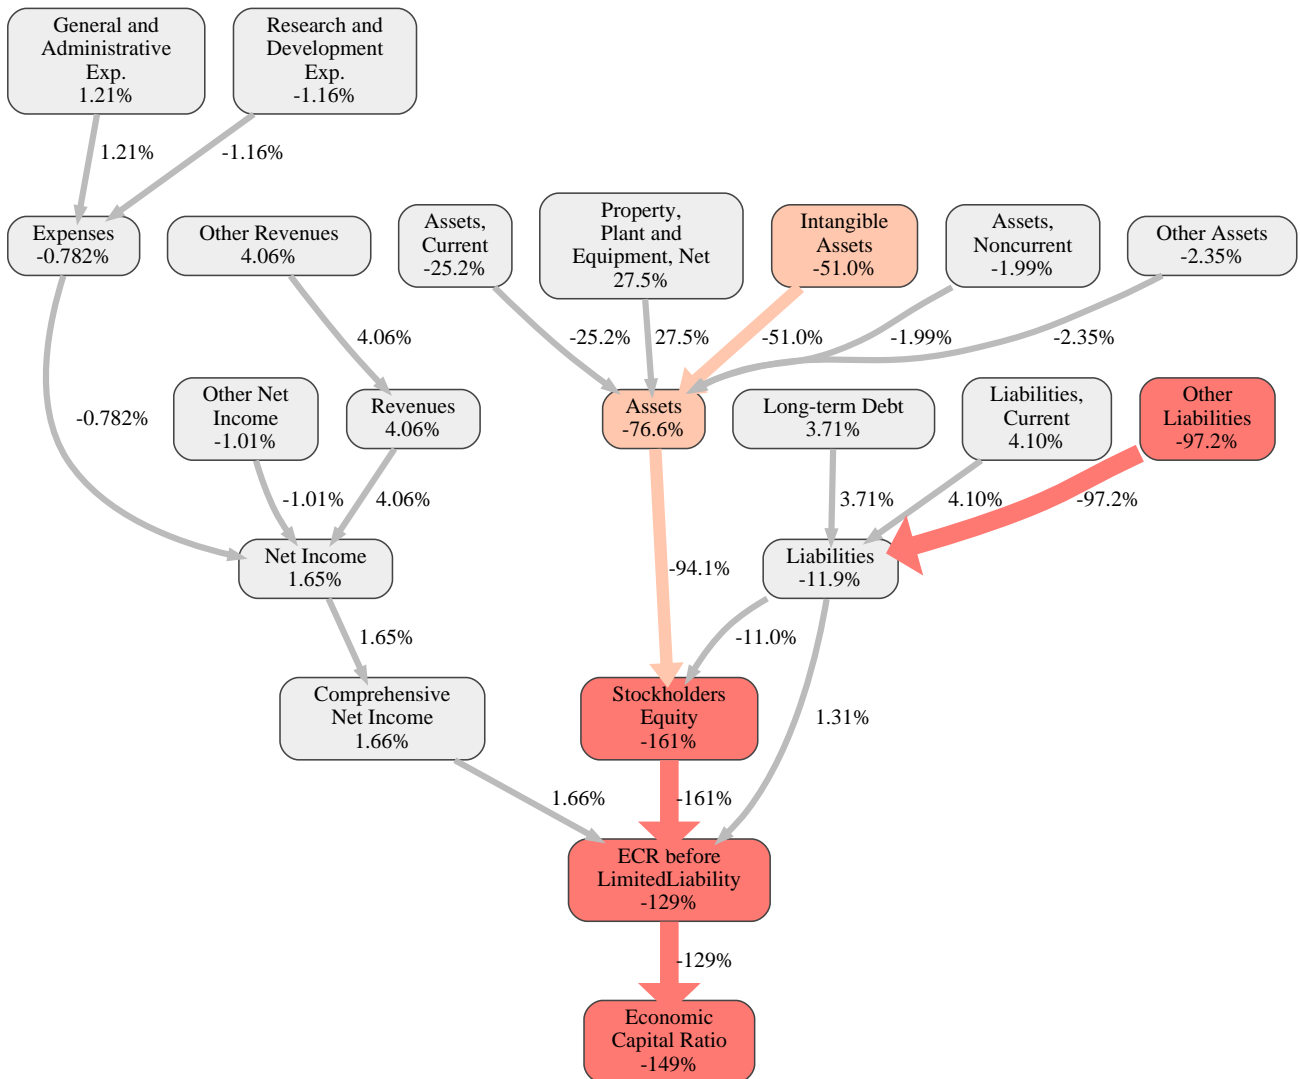 General and
Administrative
Exp.
1.21%
Research and
Development
Exp.
-1.16%
1.21%
-1.16%
Expenses
-0.782%
Other Revenues
4.06%
Assets,
Current
-25.2%
Property,
Plant and
Equipment, Net
27.5%
Intangible
Assets
-51.0%
Assets,
Noncurrent
-1.99%
Other Assets
-2.35%
4.06%
-25.2%
27.5%
-51.0%
-1.99%
-2.35%
-0.782%
Other Net
Income
-1.01%
Revenues
4.06%
Assets
-76.6%
Long-term Debt
3.71%
Liabilities,
Current
4.10%
Other
Liabilities
-97.2%
-1.01%
4.06%
3.71%
4.10%
-97.2%
Net Income
1.65%
-94.1%
Liabilities
-11.9%
1.65%
-11.0%
Comprehensive
Net Income
1.66%
Stockholders
Equity
-161%
1.31%
1.66%
-161%
ECR before
LimitedLiability
-129%
-129%
Economic
Capital Ratio
-149%